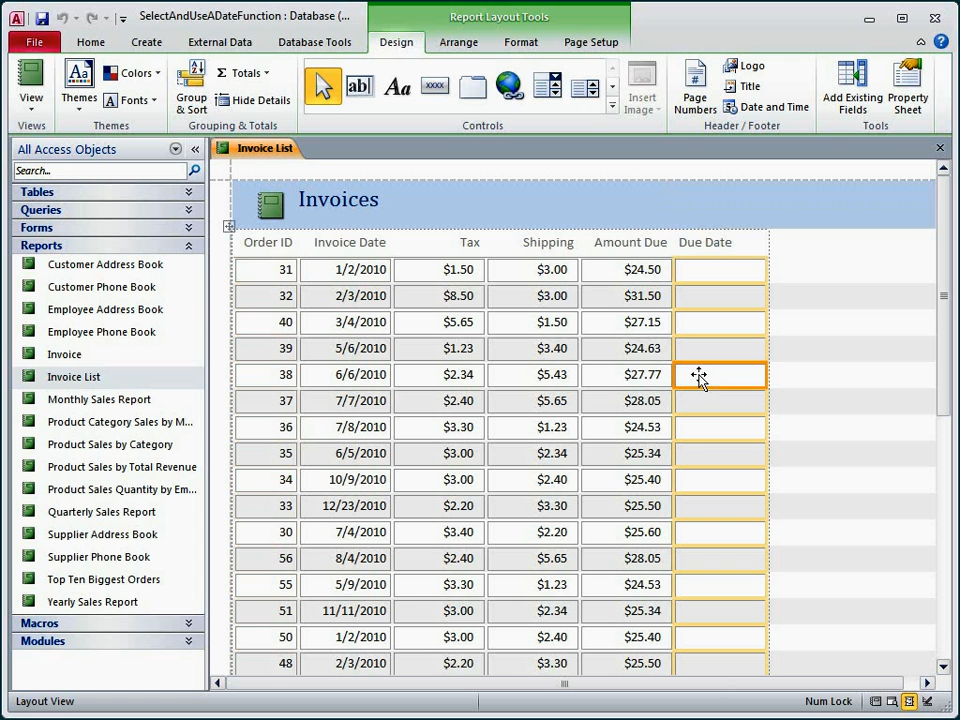 SelectAndUseADateFunction : Database (...
Report Layout Tools
File Home Create External Data Database Tools Design Arrange Format Page Setup
View
Views
Themes
Colors
Fonts
Themes
Group & Sort
Totals
Hide Details
Grouping & Totals
ab|
Aa
xxxx
Insert Image
Controls
Page Numbers
Logo
Title
Date and Time
Header / Footer
Add Existing Fields
Property Sheet
Tools
All Access Objects
Search...
Tables
Queries
Forms
Reports
Customer Address Book
Customer Phone Book
Employee Address Book
Employee Phone Book
Invoice
Invoice List
Monthly Sales Report
Product Category Sales by M...
Product Sales by Category
Product Sales by Total Revenue
Product Sales Quantity by Em...
Quarterly Sales Report
Supplier Address Book
Supplier Phone Book
Top Ten Biggest Orders
Yearly Sales Report
Macros
Modules
Invoice List
Invoices
Order ID Invoice Date Tax Shipping Amount Due Due Date
31 1/2/2010 $1.50 $3.00 $24.50
32 2/3/2010 $8.50 $3.00 $31.50
40 3/4/2010 $5.65 $1.50 $27.15
39 5/6/2010 $1.23 $3.40 $24.63
38 6/6/2010 $2.34 $5.43 $27.77
37 7/7/2010 $2.40 $5.65 $28.05
36 7/8/2010 $3.30 $1.23 $24.53
35 6/5/2010 $3.00 $2.34 $25.34
34 10/9/2010 $3.00 $2.40 $25.40
33 12/23/2010 $2.20 $3.30 $25.50
30 7/4/2010 $3.40 $2.20 $25.60
56 8/4/2010 $2.40 $5.65 $28.05
55 5/9/2010 $3.30 $1.23 $24.53
51 11/11/2010 $3.00 $2.34 $25.34
50 1/2/2010 $3.00 $2.40 $25.40
48 2/3/2010 $2.20 $3.30 $25.50
Layout View
Num Lock